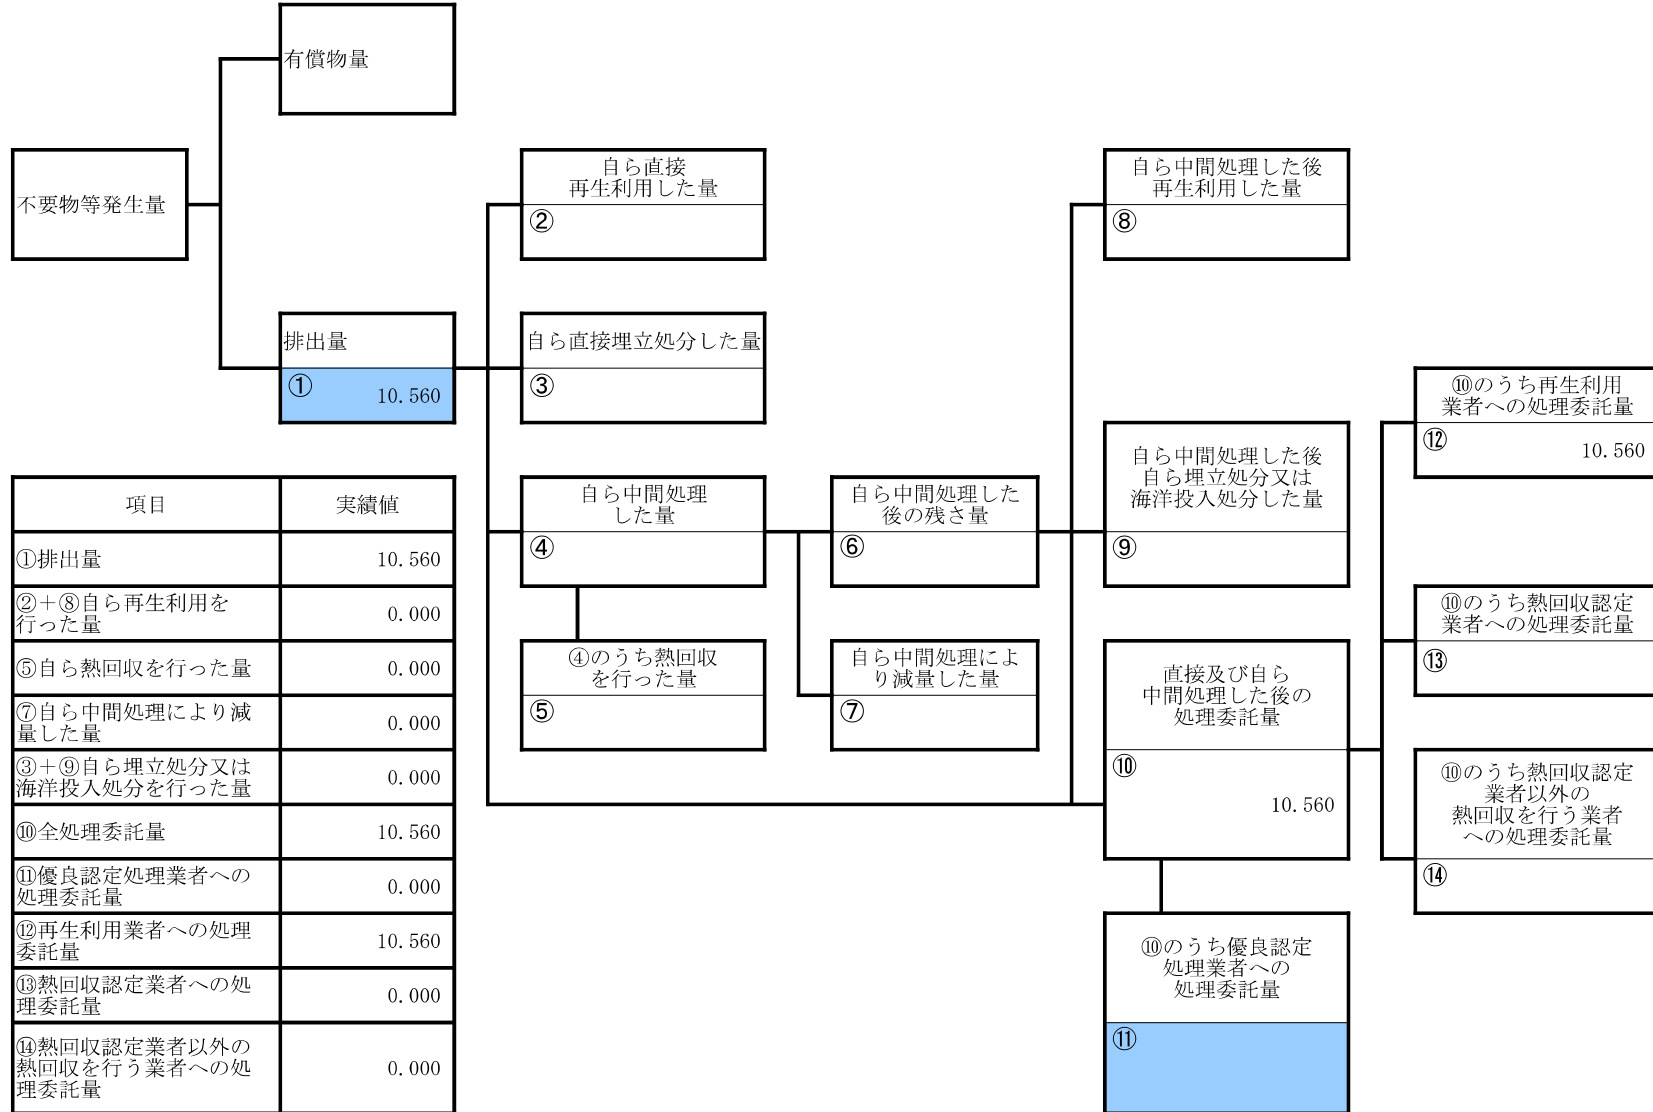 有償物量
不要物等発生量
自ら直接
再生利用した量
②
自ら中間処理した後
再生利用した量
⑧
排出量
① 10.560
自ら直接埋立処分した量
③
⑩のうち再生利用
業者への処理委託量
⑫ 10.560
自ら中間処理
した量
④
自ら中間処理した
後の残さ量
⑥
自ら中間処理した後
自ら埋立処分又は
海洋投入処分した量
⑨
④のうち熱回収
を行った量
⑤
自ら中間処理によ
り減量した量
⑦
直接及び自ら
中間処理した後の
処理委託量
⑩
10.560
⑩のうち熱回収認定
業者への処理委託量
⑬
⑩のうち熱回収認定
業者以外の
熱回収を行う業者
への処理委託量
⑭
⑩のうち優良認定
処理業者への
処理委託量
⑪
項目 実績値
①排出量 10.560
②+⑧自ら再生利用を
行った量 0.000
⑤自ら熱回収を行った量 0.000
⑦自ら中間処理により減
量した量 0.000
③+⑨自ら埋立処分又は
海洋投入処分を行った量 0.000
⑩全処理委託量 10.560
⑪優良認定処理業者への
処理委託量 0.000
⑫再生利用業者への処理
委託量 10.560
⑬熱回収認定業者への処
理委託量 0.000
⑭熱回収認定業者以外の
熱回収を行う業者への処
理委託量 0.000